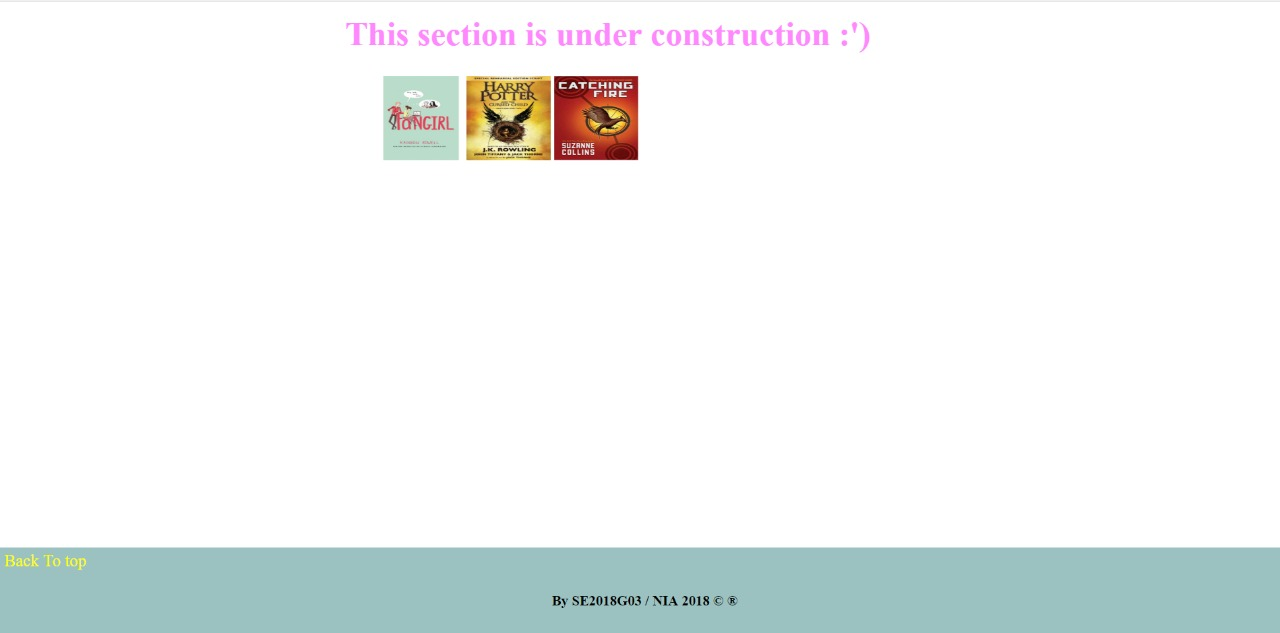 This section is under construction :')
FANGIRL
HARRY
POTTER
J.K. ROWLING
CATCHING
FIRE
SUZANNE
COLLINS
Back To top
By SE2018G03 / NIA 2018 © ®